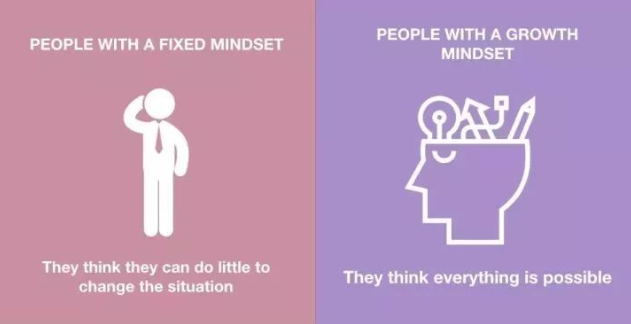 PEOPLE WITH A FIXED MINDSET
They think they can do little to
change the situation
PEOPLE WITH A GROWTH
MINDSET
They think everything is possible